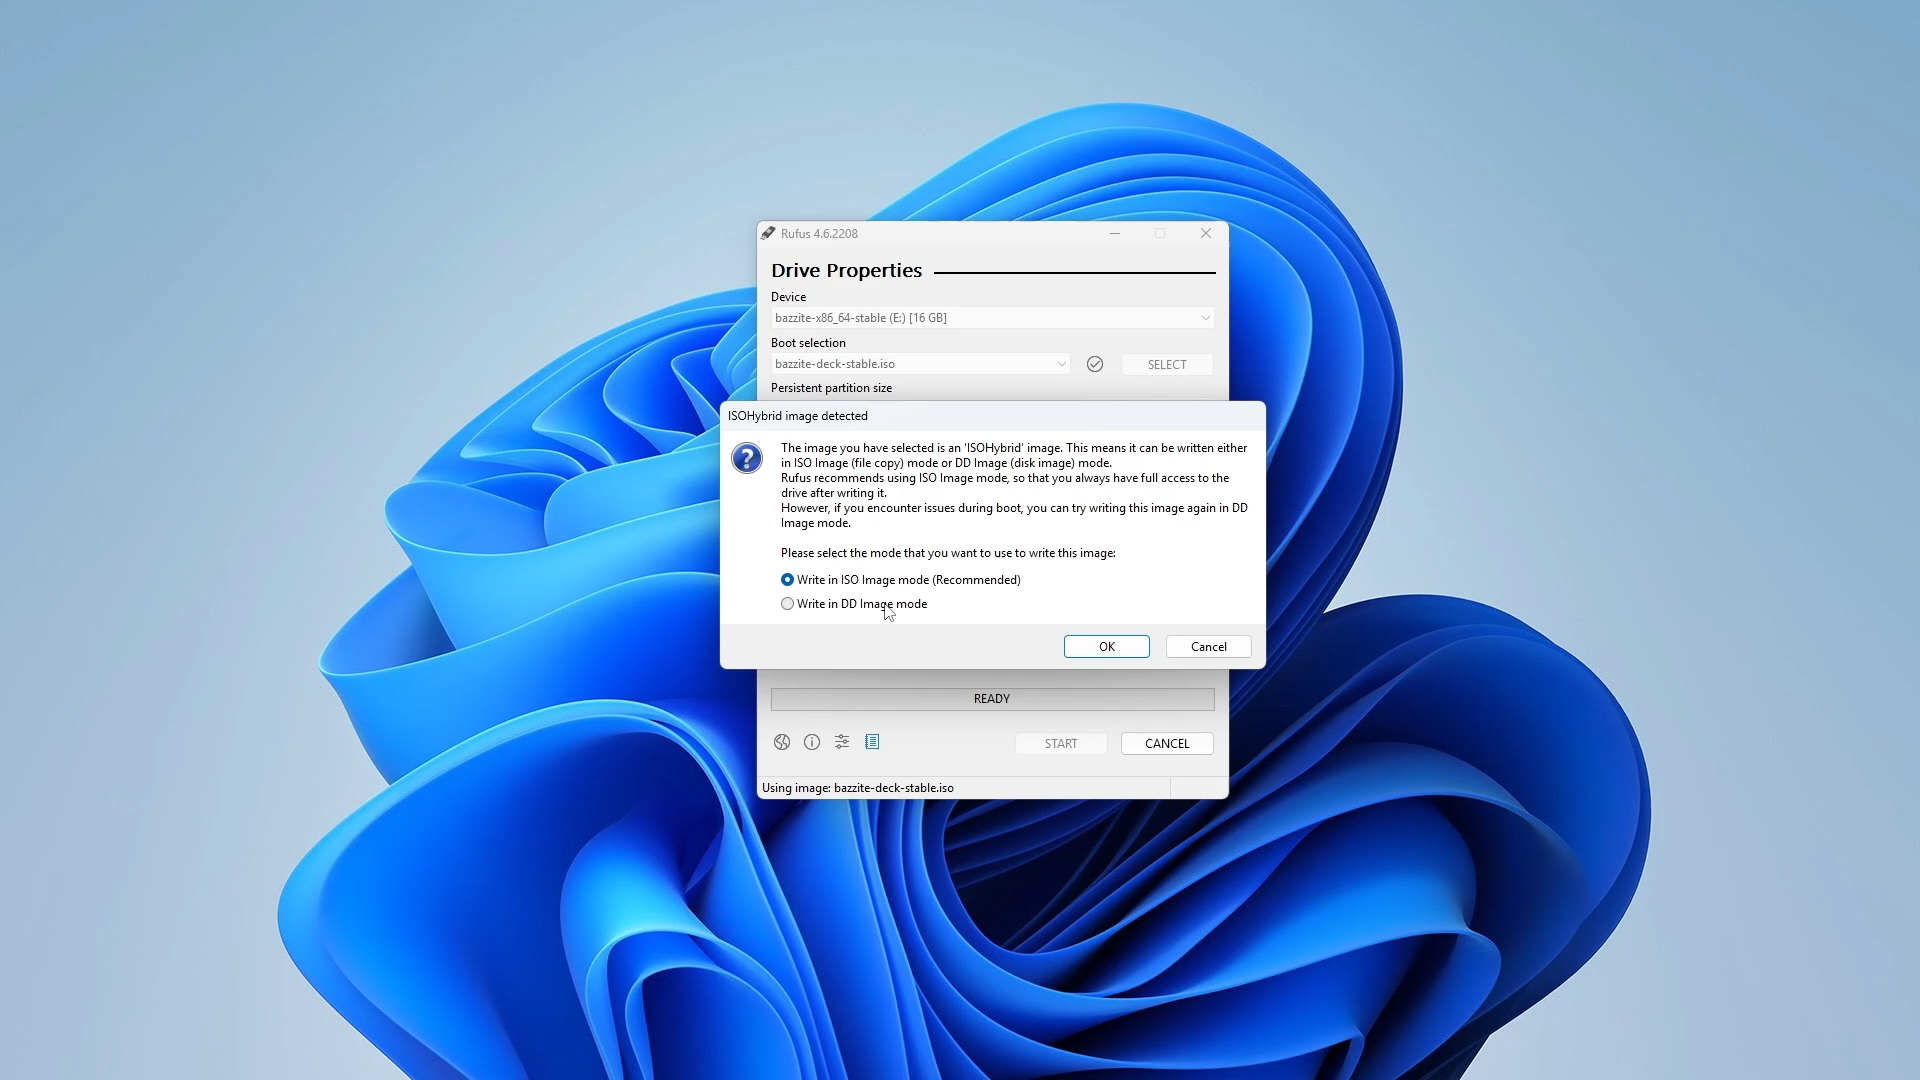 Rufus 4.6.2208
Drive Properties
Device
bazzite-x86_64-stable (E:) [16 GB]
Boot selection
bazzite-deck-stable.iso
SELECT
Persistent partition size
ISOHybrid image detected
The image you have selected is an 'ISOHybrid' image. This means it can be written either
in ISO Image (file copy) mode or DD Image (disk image) mode.
Rufus recommends using ISO Image mode, so that you always have full access to the
drive after writing it.
However, if you encounter issues during boot, you can try writing this image again in DD
Image mode.
Please select the mode that you want to use to write this image:
Write in ISO Image mode (Recommended)
Write in DD Image mode
OK
Cancel
READY
START
CANCEL
Using image: bazzite-deck-stable.iso